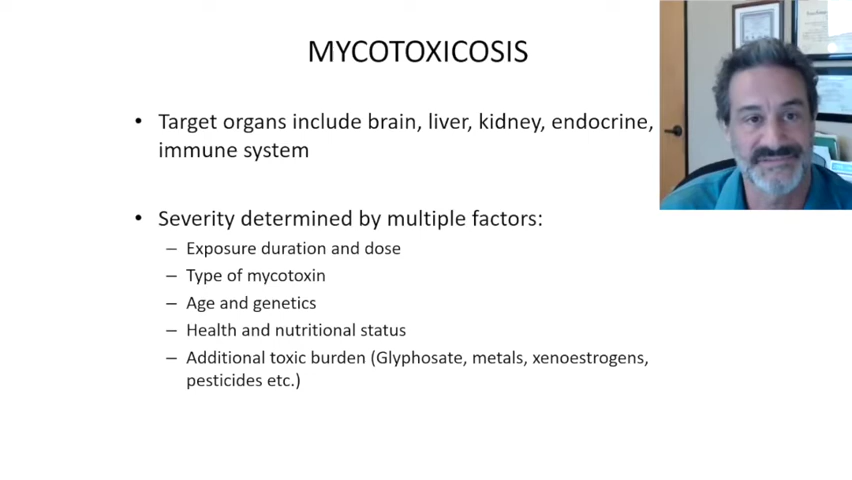 MYCOTOXICOSIS
• Target organs include brain, liver, kidney, endocrine,
immune system
• Severity determined by multiple factors:
– Exposure duration and dose
– Type of mycotoxin
– Age and genetics
– Health and nutritional status
– Additional toxic burden (Glyphosate, metals, xenoestrogens,
pesticides etc.)